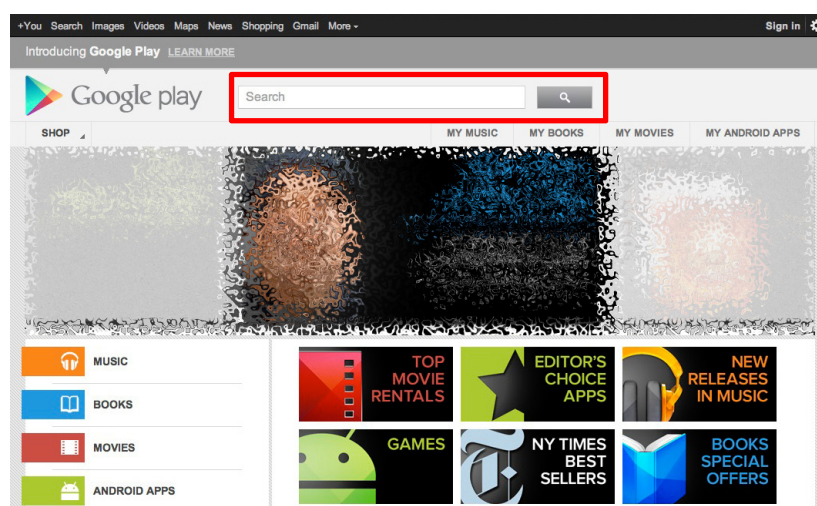 +You Search Images Videos Maps News Shopping Gmail More Sign in
Introducing Google Play LEARN MORE
Google play
Search
SHOP MY MUSIC MY BOOKS MY MOVIES MY ANDROID APPS
MUSIC
BOOKS
MOVIES
ANDROID APPS
TOP
MOVIE
RENTALS
EDITOR'S
CHOICE
APPS
NEW
RELEASES
IN MUSIC
GAMES
NY TIMES
BEST
SELLERS
BOOKS
SPECIAL
OFFERS